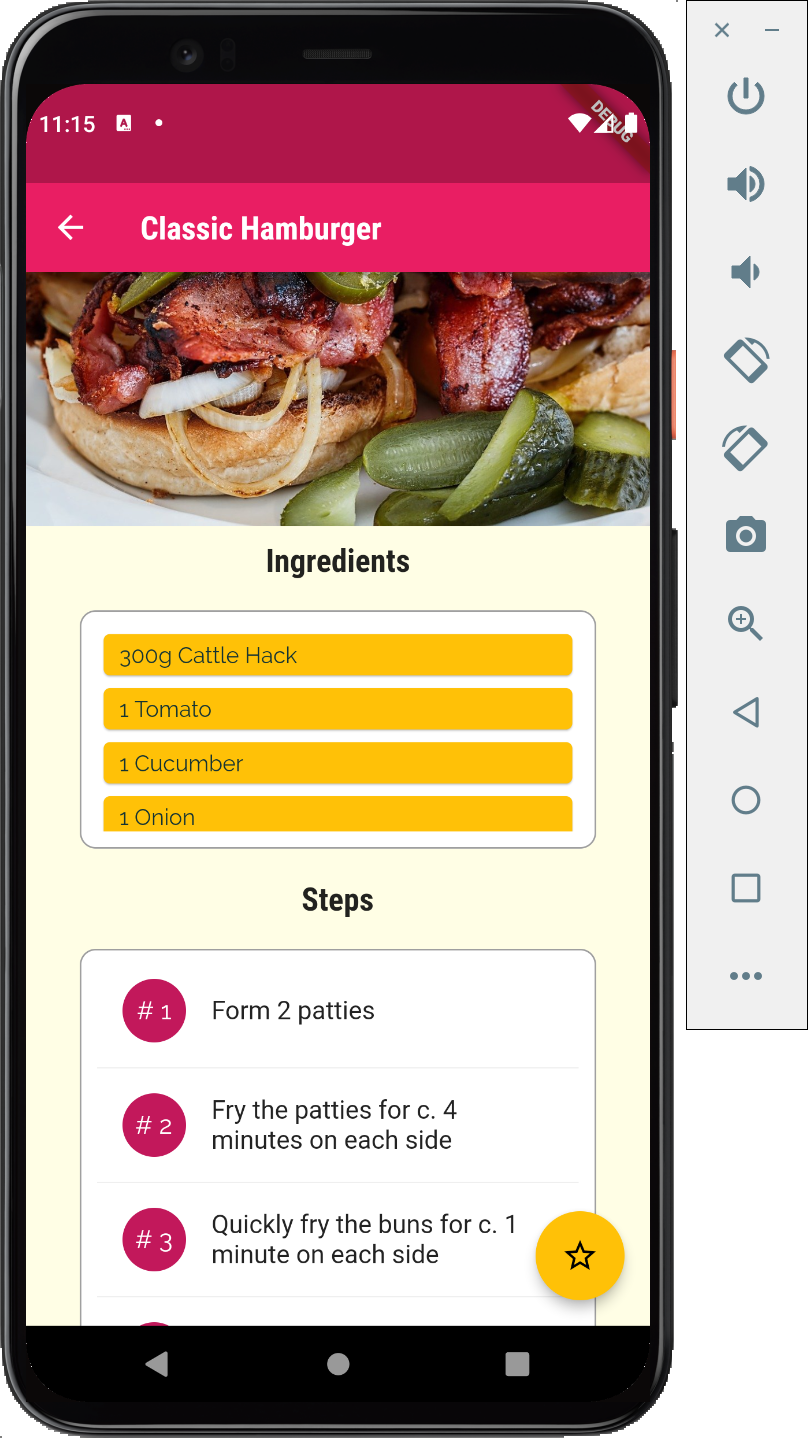 11:15
A
DEBUG
Classic Hamburger
Ingredients
300g Cattle Hack
1 Tomato
1 Cucumber
1 Onion
Steps
# 1 Form 2 patties
# 2 Fry the patties for c. 4
minutes on each side
# 3 Quickly fry the buns for c. 1
minute on each side